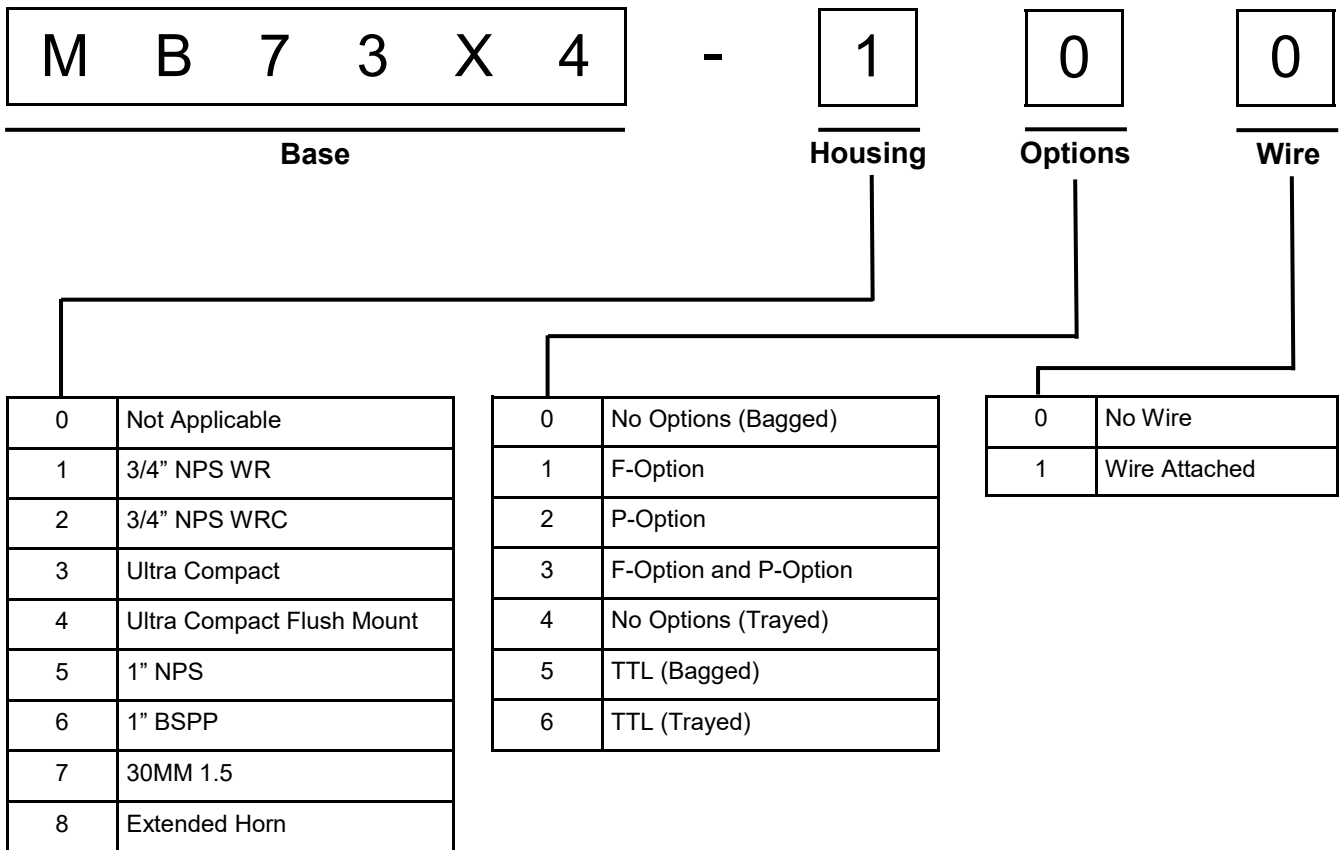 M B 7 3 X 4 - 1 0 0
Base Housing Options Wire
0 Not Applicable
1 3/4” NPS WR
2 3/4” NPS WRC
3 Ultra Compact
4 Ultra Compact Flush Mount
5 1” NPS
6 1” BSPP
7 30MM 1.5
8 Extended Horn
0 No Options (Bagged)
1 F-Option
2 P-Option
3 F-Option and P-Option
4 No Options (Trayed)
5 TTL (Bagged)
6 TTL (Trayed)
0 No Wire
1 Wire Attached